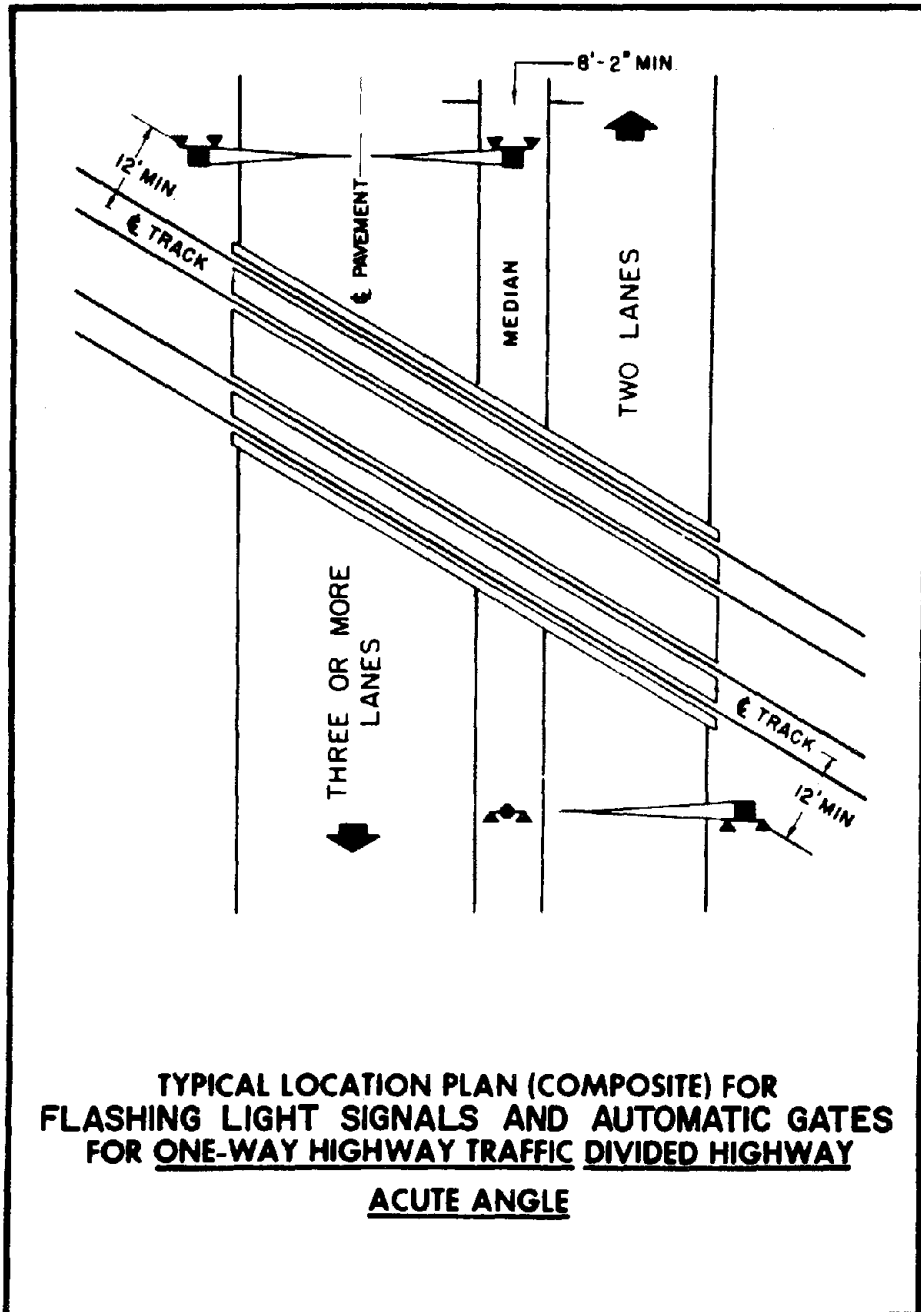 8'-2" MIN.
12' MIN.
℄ TRACK
℄ PAVEMENT
MEDIAN
TWO LANES
THREE OR MORE
LANES
℄ TRACK
12' MIN
TYPICAL LOCATION PLAN (COMPOSITE) FOR
FLASHING LIGHT SIGNALS AND AUTOMATIC GATES
FOR ONE-WAY HIGHWAY TRAFFIC DIVIDED HIGHWAY
ACUTE ANGLE